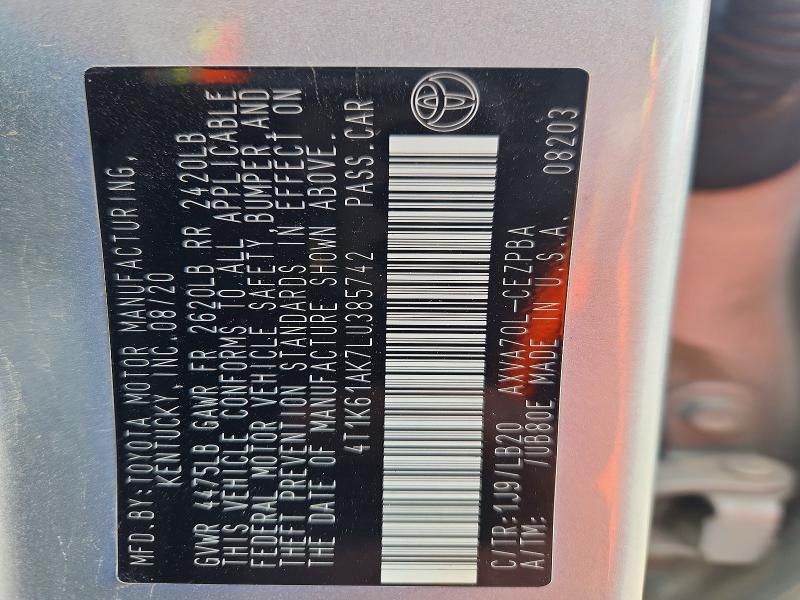 MFD.BY:TOYOTA MOTOR MANUFACTURING,
KENTUCKY, INC.08/20
GVWR 4475LB GAWR FR 2620LB RR 2420LB
THIS VEHICLE CONFORMS TO ALL APPLICABLE
FEDERAL MOTOR VEHICLE SAFETY,BUMPER AND
THEFT PREVENTION STANDARDS IN EFFECT ON
THE DATE OF MANUFACTURE SHOWN ABOVE.
4T1K61AK7LU385742 PASS.CAR
C/TR:1J9/LB20 AXVA70L-CEZPBA
A/TM: /UB80E MADE IN U.S.A. 08203